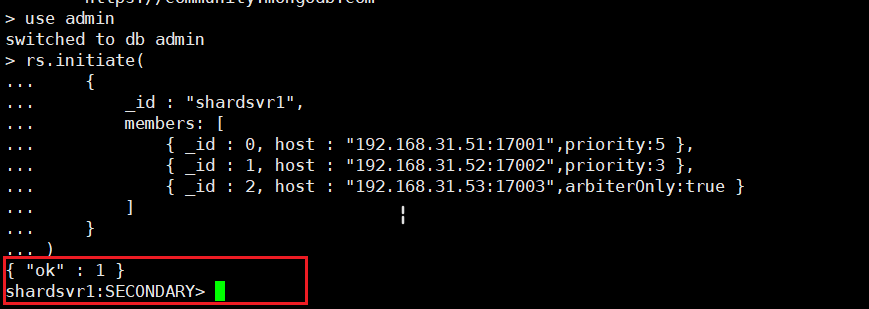 https://community.mongodb.com
> use admin
switched to db admin
> rs.initiate(
...     {
...         _id : "shardsvr1",
...         members: [
...             { _id : 0, host : "192.168.31.51:17001",priority:5 },
...             { _id : 1, host : "192.168.31.52:17002",priority:3 },
...             { _id : 2, host : "192.168.31.53:17003",arbiterOnly:true }
...         ]
...     }
... )
{ "ok" : 1 }
shardsvr1:SECONDARY>